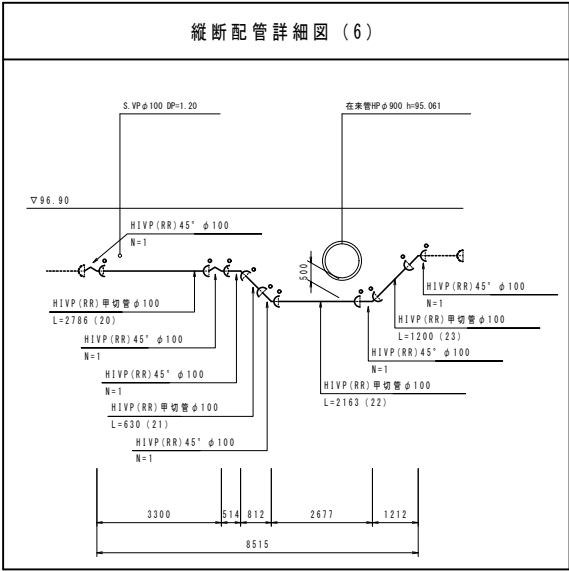 縦断配管詳細図 (6)
S.VPφ100 DP=1.20
在来管HPφ900 h=95.061
▽96.90
HIVP(RR)45° φ100
N=1
500
HIVP(RR)45° φ100
N=1
HIVP(RR)甲切管φ100
L=2786 (20)
HIVP(RR)甲切管φ100
L=1200 (23)
HIVP(RR)45° φ100
N=1
HIVP(RR)45° φ100
N=1
HIVP(RR)45° φ100
N=1
HIVP(RR)甲切管φ100
L=2163 (22)
HIVP(RR)甲切管φ100
L=630 (21)
HIVP(RR)45° φ100
N=1
3300 514 812 2677 1212
8515